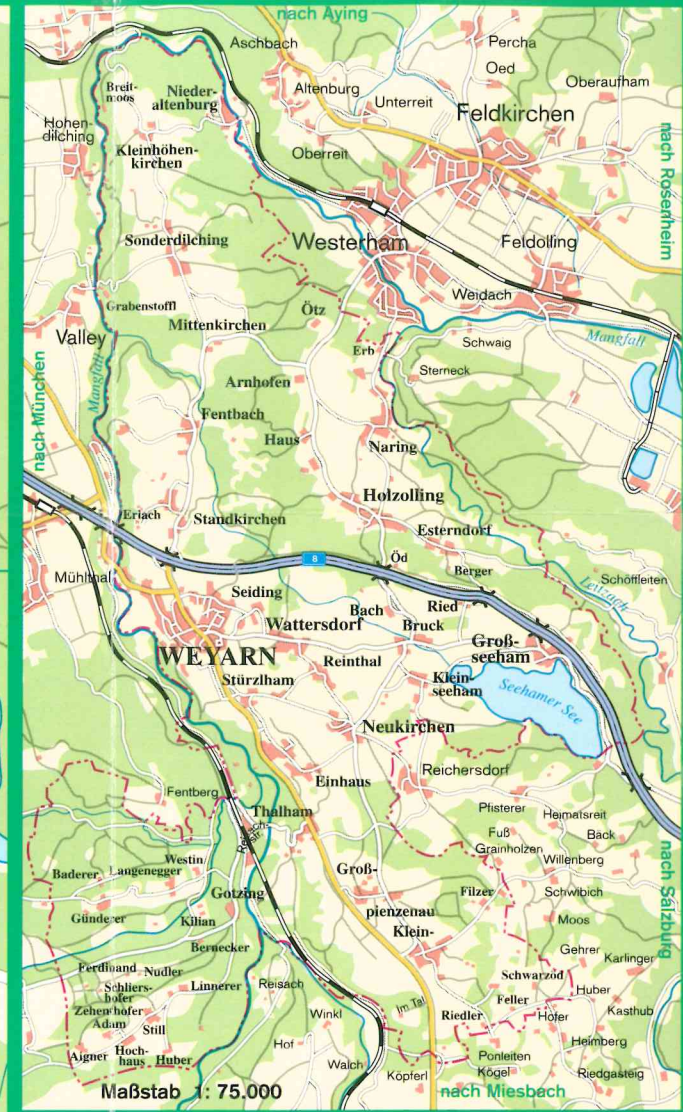 nach Aying
Aschbach
Percha
Oed
Oberaufham
Breit-
moos
Nieder-
altenburg
Altenburg
Unterreit
Feldkirchen
Hohen-
dilching
Kleinhöhen-
kirchen
Oberreit
nach Rosenheim
Sonderdilching
Westerham
Feldolling
Grabenstoffl
Weidach
Valley
Mittenkirchen
Ötz
Mangfall
Mangfall
Erb
Schwaig
Sterneck
nach München
Arnhofen
Fentbach
Haus
Naring
Holzolling
Erlach
Standkirchen
Esterndorf
8
Öd
Berger
Leitzach
Schöffleiten
Mühlthal
Seiding
Bach
Ried
Wattersdorf
Bruck
Groß-
seeham
WEYARN
Reinthal
Klein-
seeham
Seehamer See
Stürzlham
Neukirchen
Reichersdorf
Einhaus
Fentberg
Thalham
Reisach-
str.
Pfisterer
Heimatsreit
Fuß
Back
Grainholzen
Willenberg
Westin
Baderer
Langenegger
Groß-
pienzenau
Klein-
Filzer
Schwibich
Gotzing
Günderer
Kilian
Moos
nach Salzburg
Bernecker
Gehrer
Karlinger
Ferdinand
Nudler
Schliers-
hofer
Linnerer
Reisach
Schwarzöd
Huber
Zehenthofer
Adam
Feller
Im Tal
Riedler
Hofer
Kasthub
Still
Winkl
Hof
Heimberg
Aigner
Hoch-
haus
Huber
Walch
Ponleiten
Kögel
Köpferl
Riedgasteig
Maßstab 1: 75.000
nach Miesbach